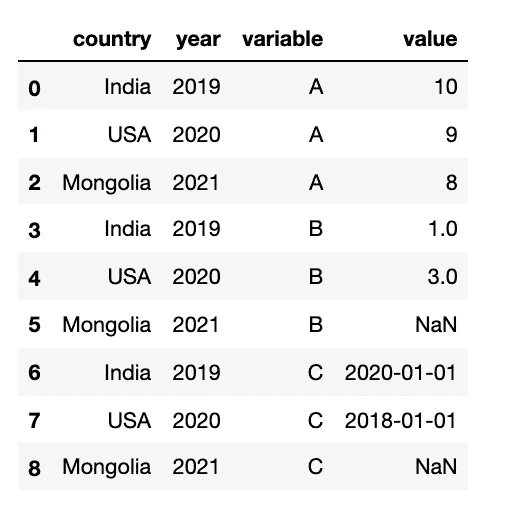 country year variable value
0 India 2019 A 10
1 USA 2020 A 9
2 Mongolia 2021 A 8
3 India 2019 B 1.0
4 USA 2020 B 3.0
5 Mongolia 2021 B NaN
6 India 2019 C 2020-01-01
7 USA 2020 C 2018-01-01
8 Mongolia 2021 C NaN